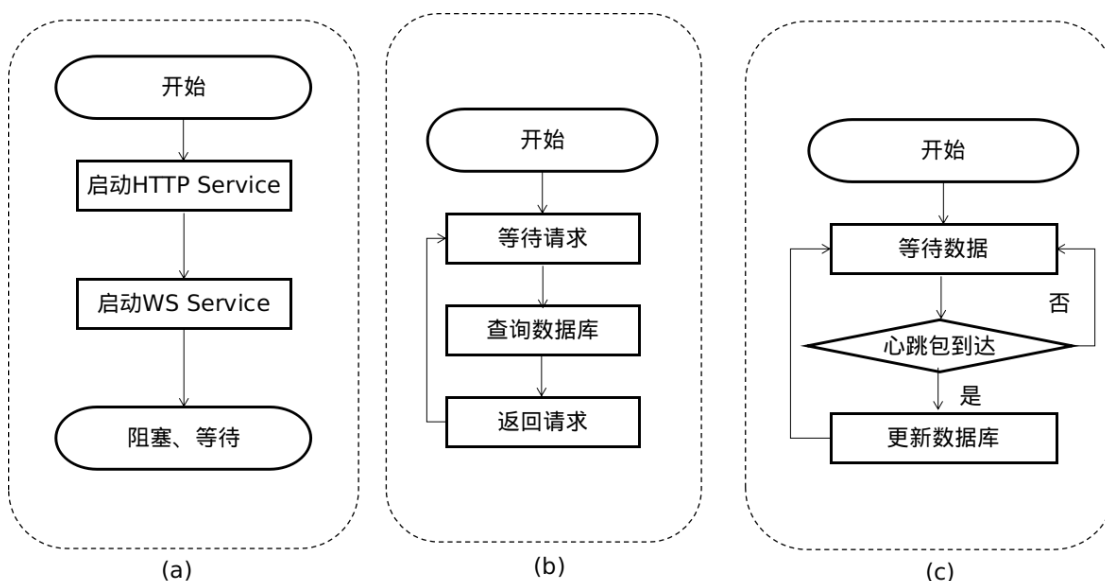 开始
启动HTTP Service
启动WS Service
阻塞、等待
(a)
开始
等待请求
查询数据库
返回请求
(b)
开始
等待数据
否
心跳包到达
是
更新数据库
(c)